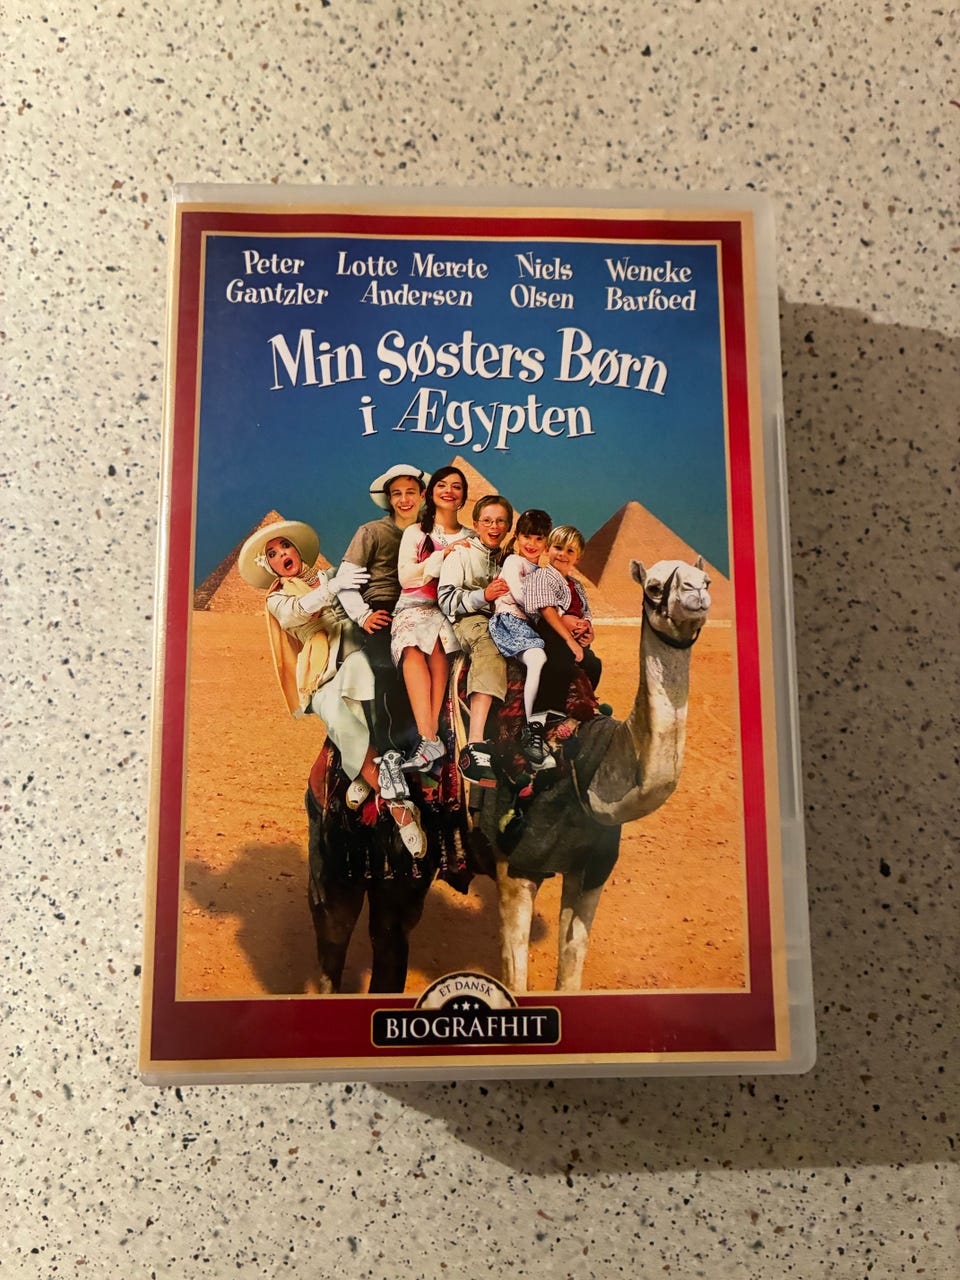 Peter Lotte Merete Niels Wencke
Gantzler Andersen Olsen Barfoed
Min Søsters Børn
i Ægypten
ET DANSK
BIOGRAFHIT